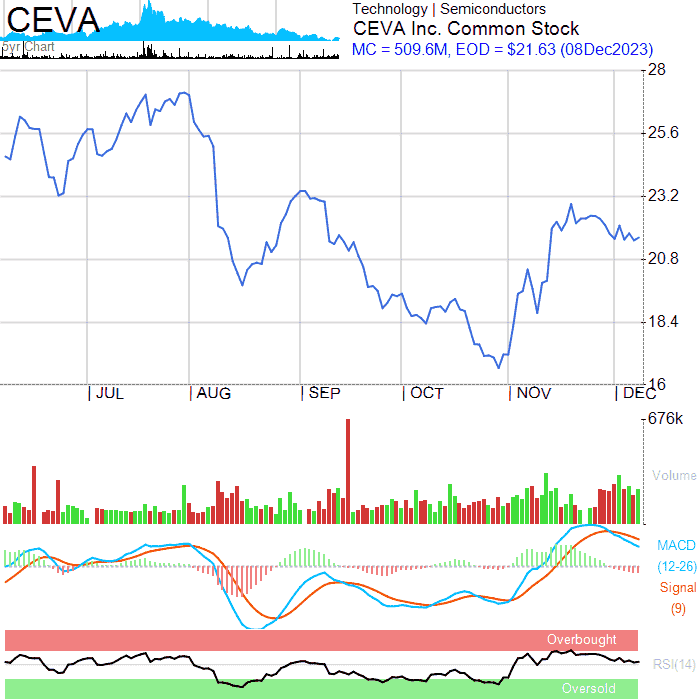 CEVA
5yr Chart
Technology | Semiconductors
CEVA Inc. Common Stock
MC = 509.6M, EOD = $21.63 (08Dec2023)
28
25.6
23.2
20.8
18.4
16
JUL
AUG
SEP
OCT
NOV
DEC
676k
Volume
MACD
(12-26)
Signal
(9)
Overbought
RSI(14)
Oversold